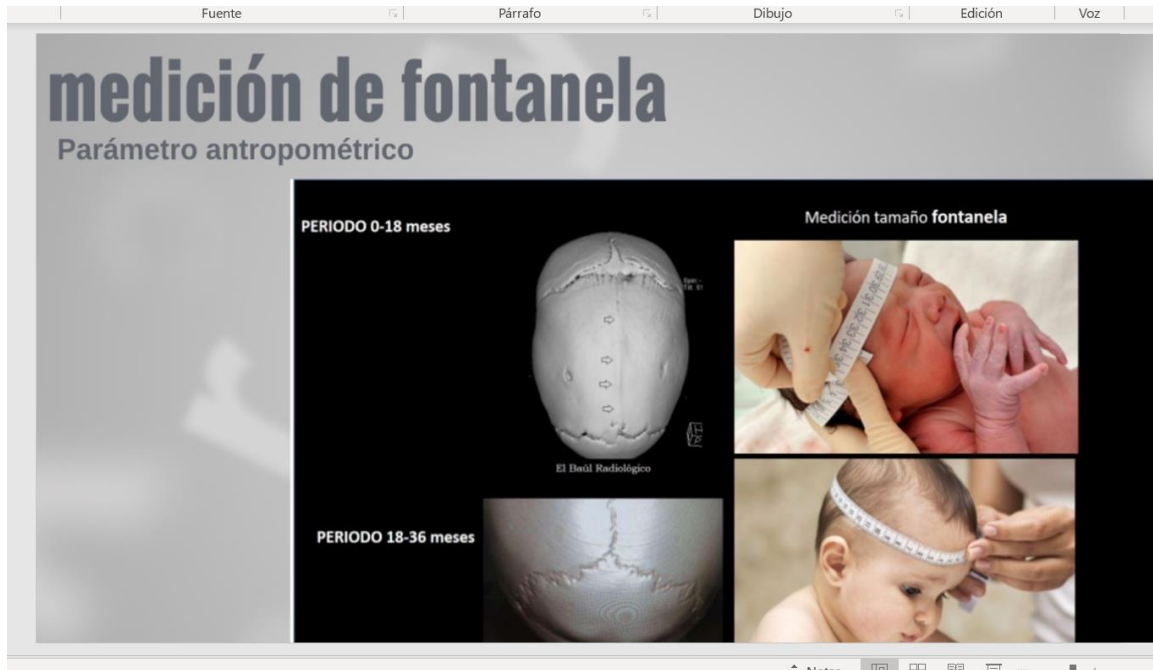 Fuente
Párrafo
Dibujo
Edición
Voz
medición de fontanela
Parámetro antropométrico
PERIODO 0-18 meses
Medición tamaño fontanela
El Baúl Radiológico
PERIODO 18-36 meses
Notas